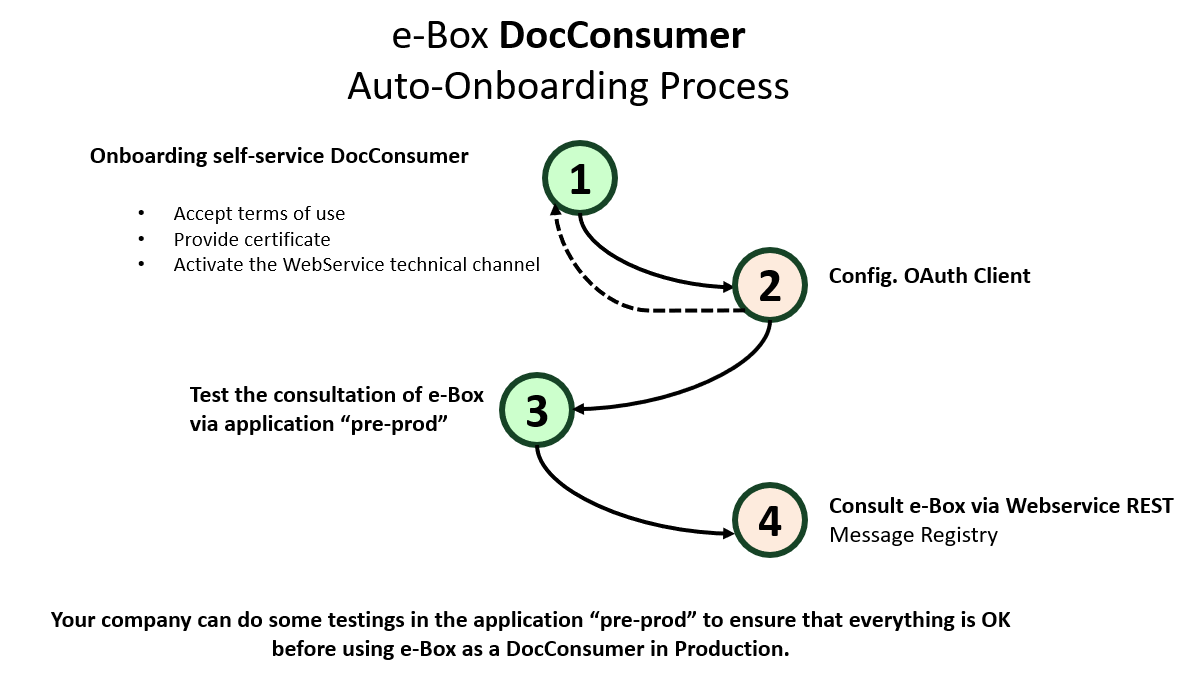 e-Box DocConsumer
Auto-Onboarding Process
Onboarding self-service DocConsumer
• Accept terms of use
• Provide certificate
• Activate the WebService technical channel
1
2
Config. OAuth Client
Test the consultation of e-Box
via application “pre-prod”
3
4
Consult e-Box via Webservice REST
Message Registry
Your company can do some testings in the application “pre-prod” to ensure that everything is OK
before using e-Box as a DocConsumer in Production.